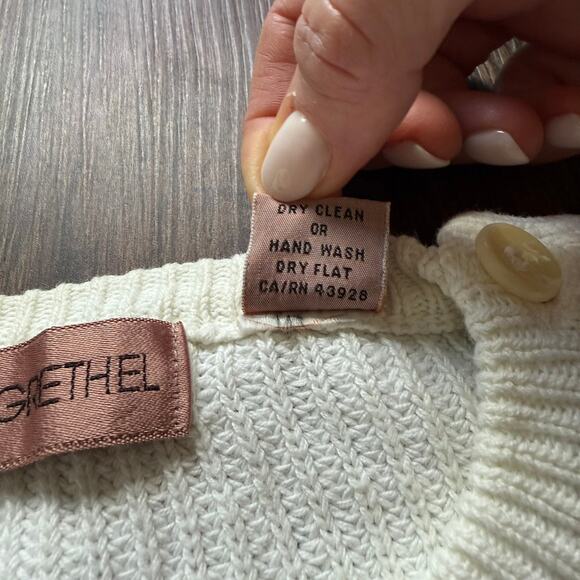 DRY CLEAN
OR
HAND WASH
DRY FLAT
CA/RN 43928
GRETHEL